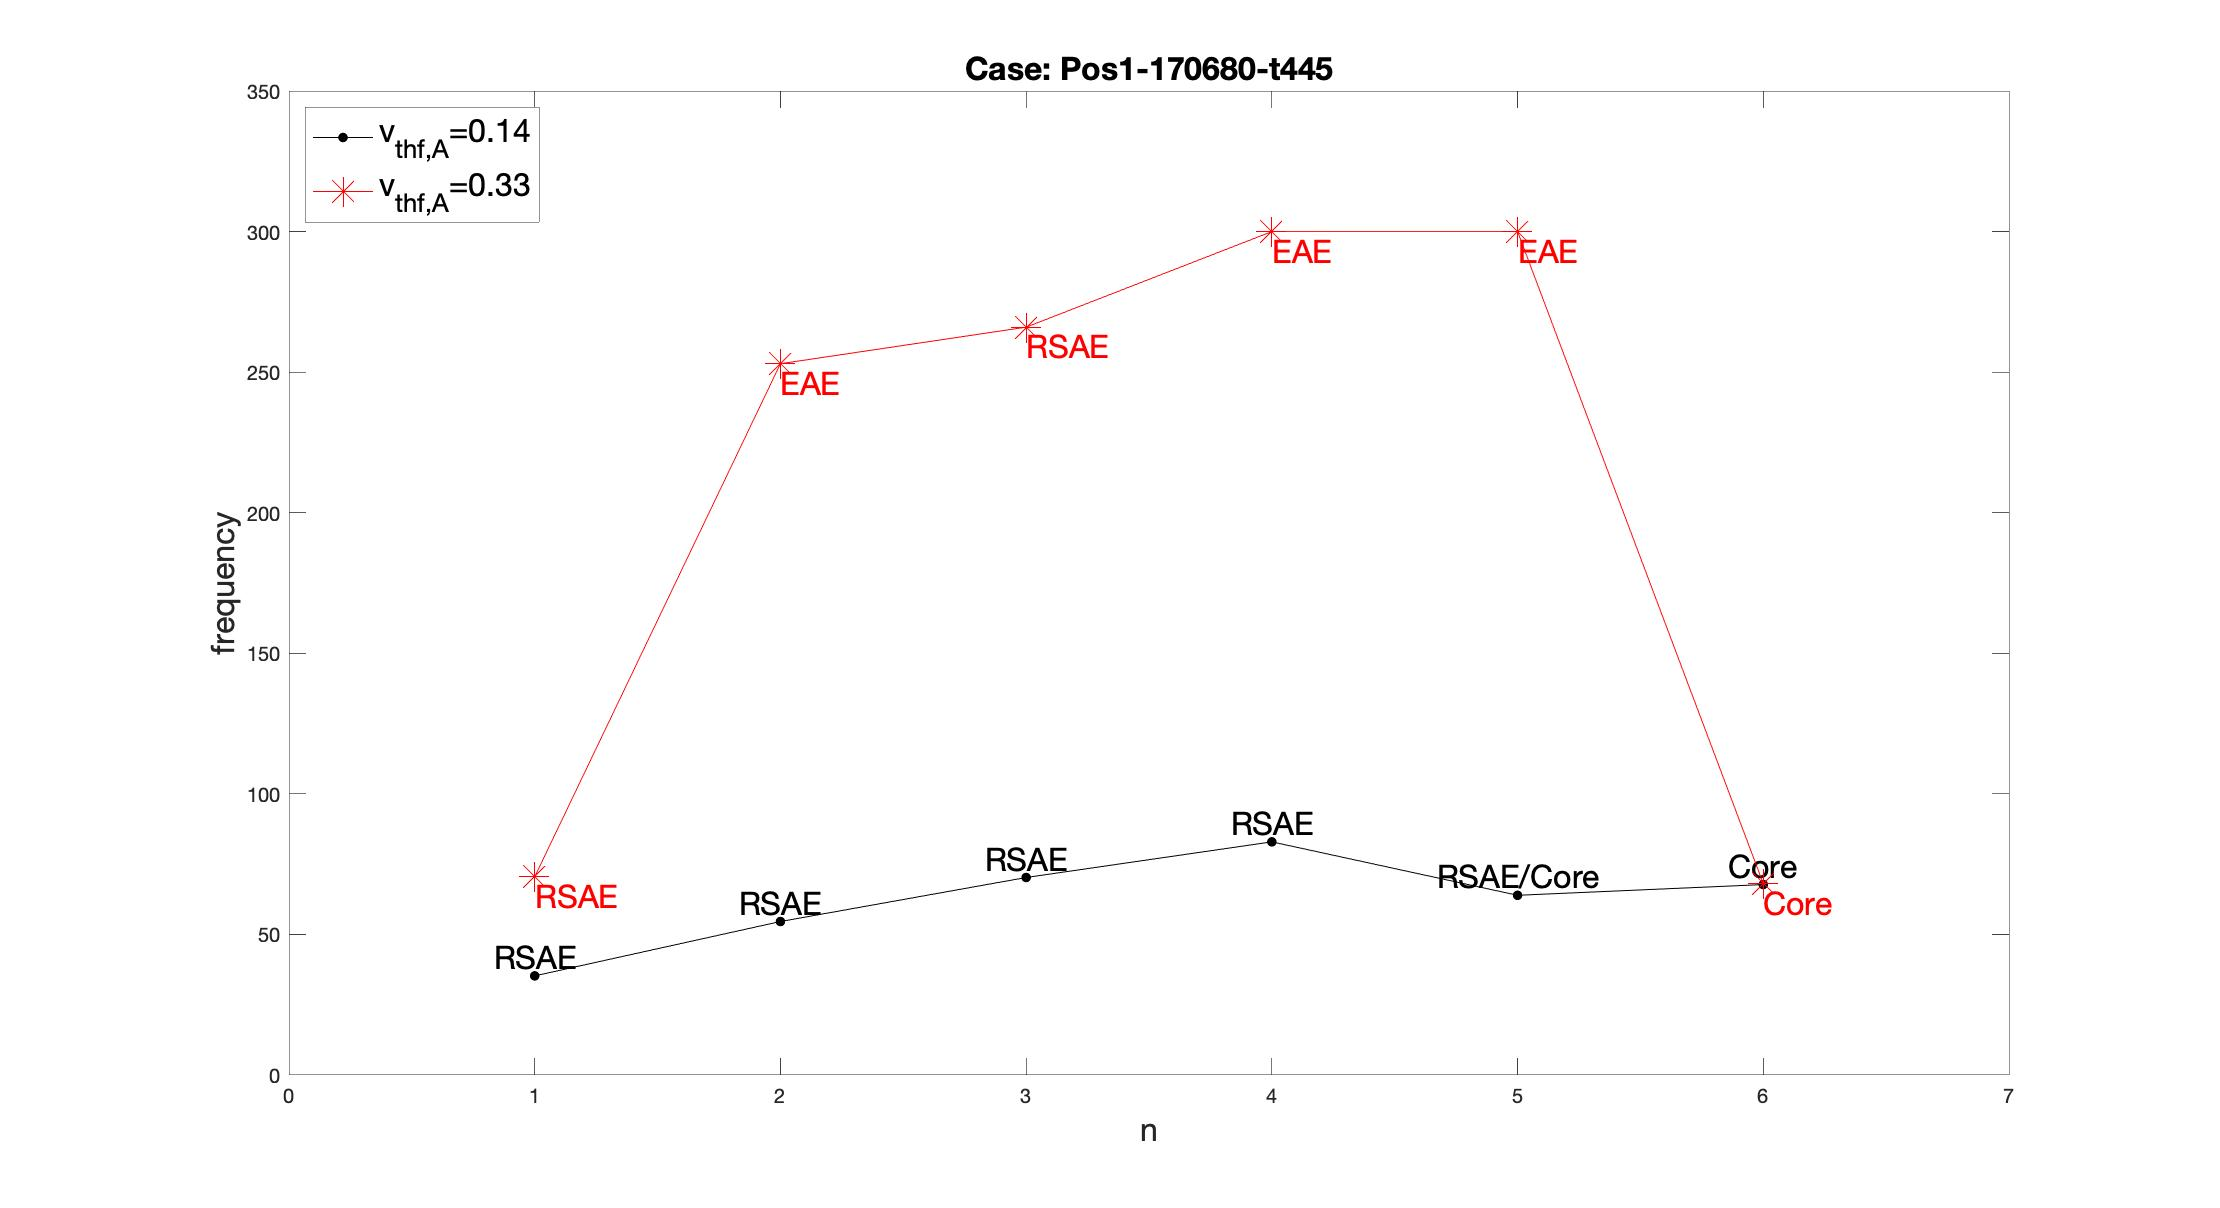 Case: Pos1-170680-t445
350
v_thf,A=0.14
v_thf,A=0.33
300
EAE
EAE
RSAE
250
EAE
200
frequency
150
100
RSAE
RSAE
RSAE/Core
Core
RSAE
RSAE
Core
50
RSAE
0
0 1 2 3 4 5 6 7
n